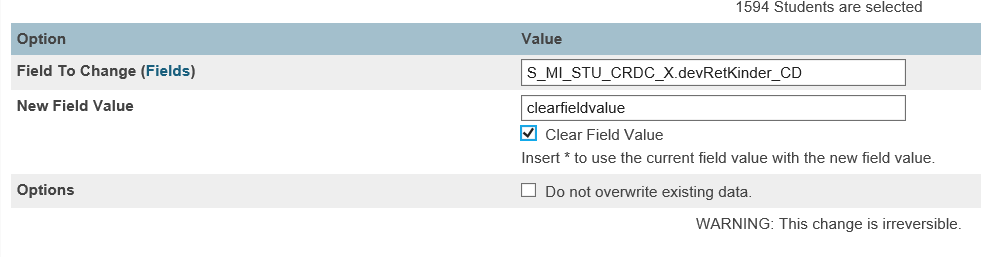 1594 Students are selected
Option Value
Field To Change (Fields) S_MI_STU_CRDC_X.devRetKinder_CD
New Field Value clearfieldvalue
Clear Field Value
Insert * to use the current field value with the new field value.
Options Do not overwrite existing data.
WARNING: This change is irreversible.